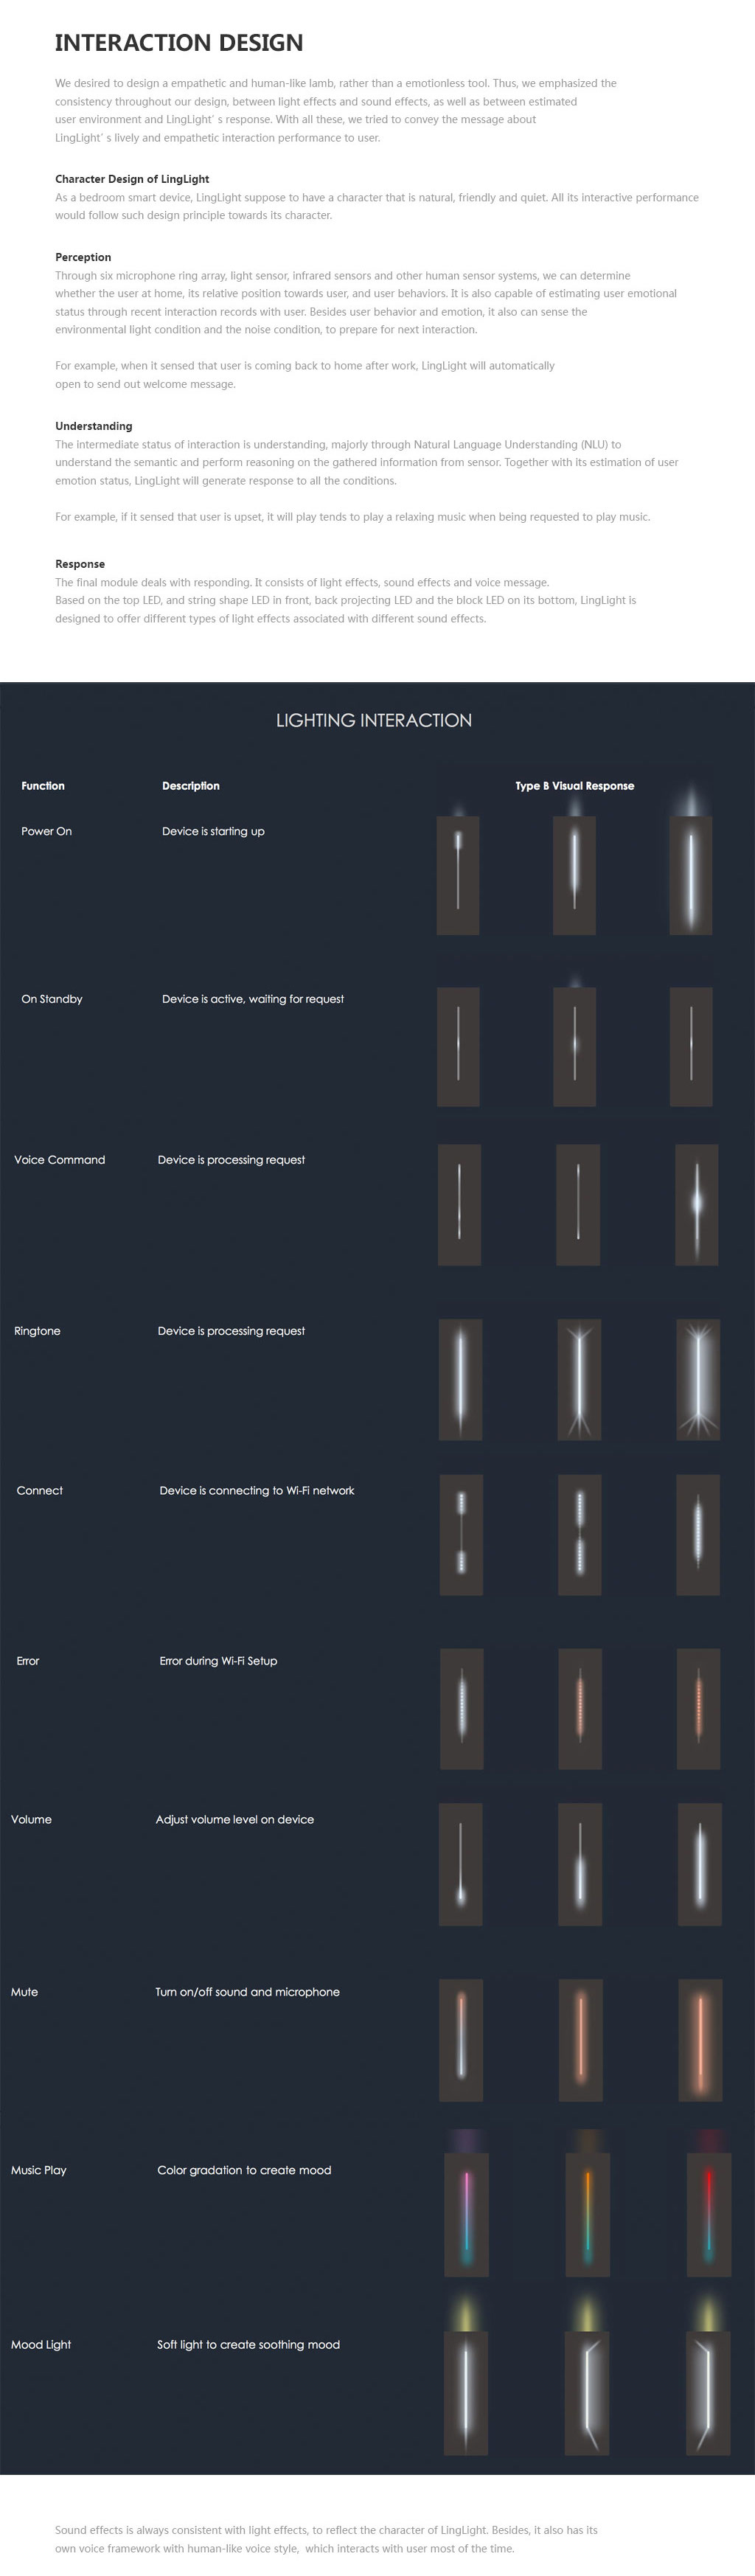 INTERACTION DESIGN
We desired to design a empathetic and human-like lamb, rather than a emotionless tool. Thus, we emphasized the
consistency throughout our design, between light effects and sound effects, as well as between estimated
user environment and LingLight' s response. With all these, we tried to convey the message about
LingLight' s lively and empathetic interaction performance to user.
Character Design of LingLight
As a bedroom smart device, LingLight suppose to have a character that is natural, friendly and quiet. All its interactive performance
would follow such design principle towards its character.
Perception
Through six microphone ring array, light sensor, infrared sensors and other human sensor systems, we can determine
whether the user at home, its relative position towards user, and user behaviors. It is also capable of estimating user emotional
status through recent interaction records with user. Besides user behavior and emotion, it also can sense the
environmental light condition and the noise condition, to prepare for next interaction.
For example, when it sensed that user is coming back to home after work, LingLight will automatically
open to send out welcome message.
Understanding
The intermediate status of interaction is understanding, majorly through Natural Language Understanding (NLU) to
understand the semantic and perform reasoning on the gathered information from sensor. Together with its estimation of user
emotion status, LingLight will generate response to all the conditions.
For example, if it sensed that user is upset, it will play tends to play a relaxing music when being requested to play music.
Response
The final module deals with responding. It consists of light effects, sound effects and voice message.
Based on the top LED, and string shape LED in front, back projecting LED and the block LED on its bottom, LingLight is
designed to offer different types of light effects associated with different sound effects.
LIGHTING INTERACTION
Function Description Type B Visual Response
Power On Device is starting up
On Standby Device is active, waiting for request
Voice Command Device is processing request
Ringtone Device is processing request
Connect Device is connecting to Wi-Fi network
Error Error during Wi-Fi Setup
Volume Adjust volume level on device
Mute Turn on/off sound and microphone
Music Play Color gradation to create mood
Mood Light Soft light to create soothing mood
Sound effects is always consistent with light effects, to reflect the character of LingLight. Besides, it also has its
own voice framework with human-like voice style, which interacts with user most of the time.